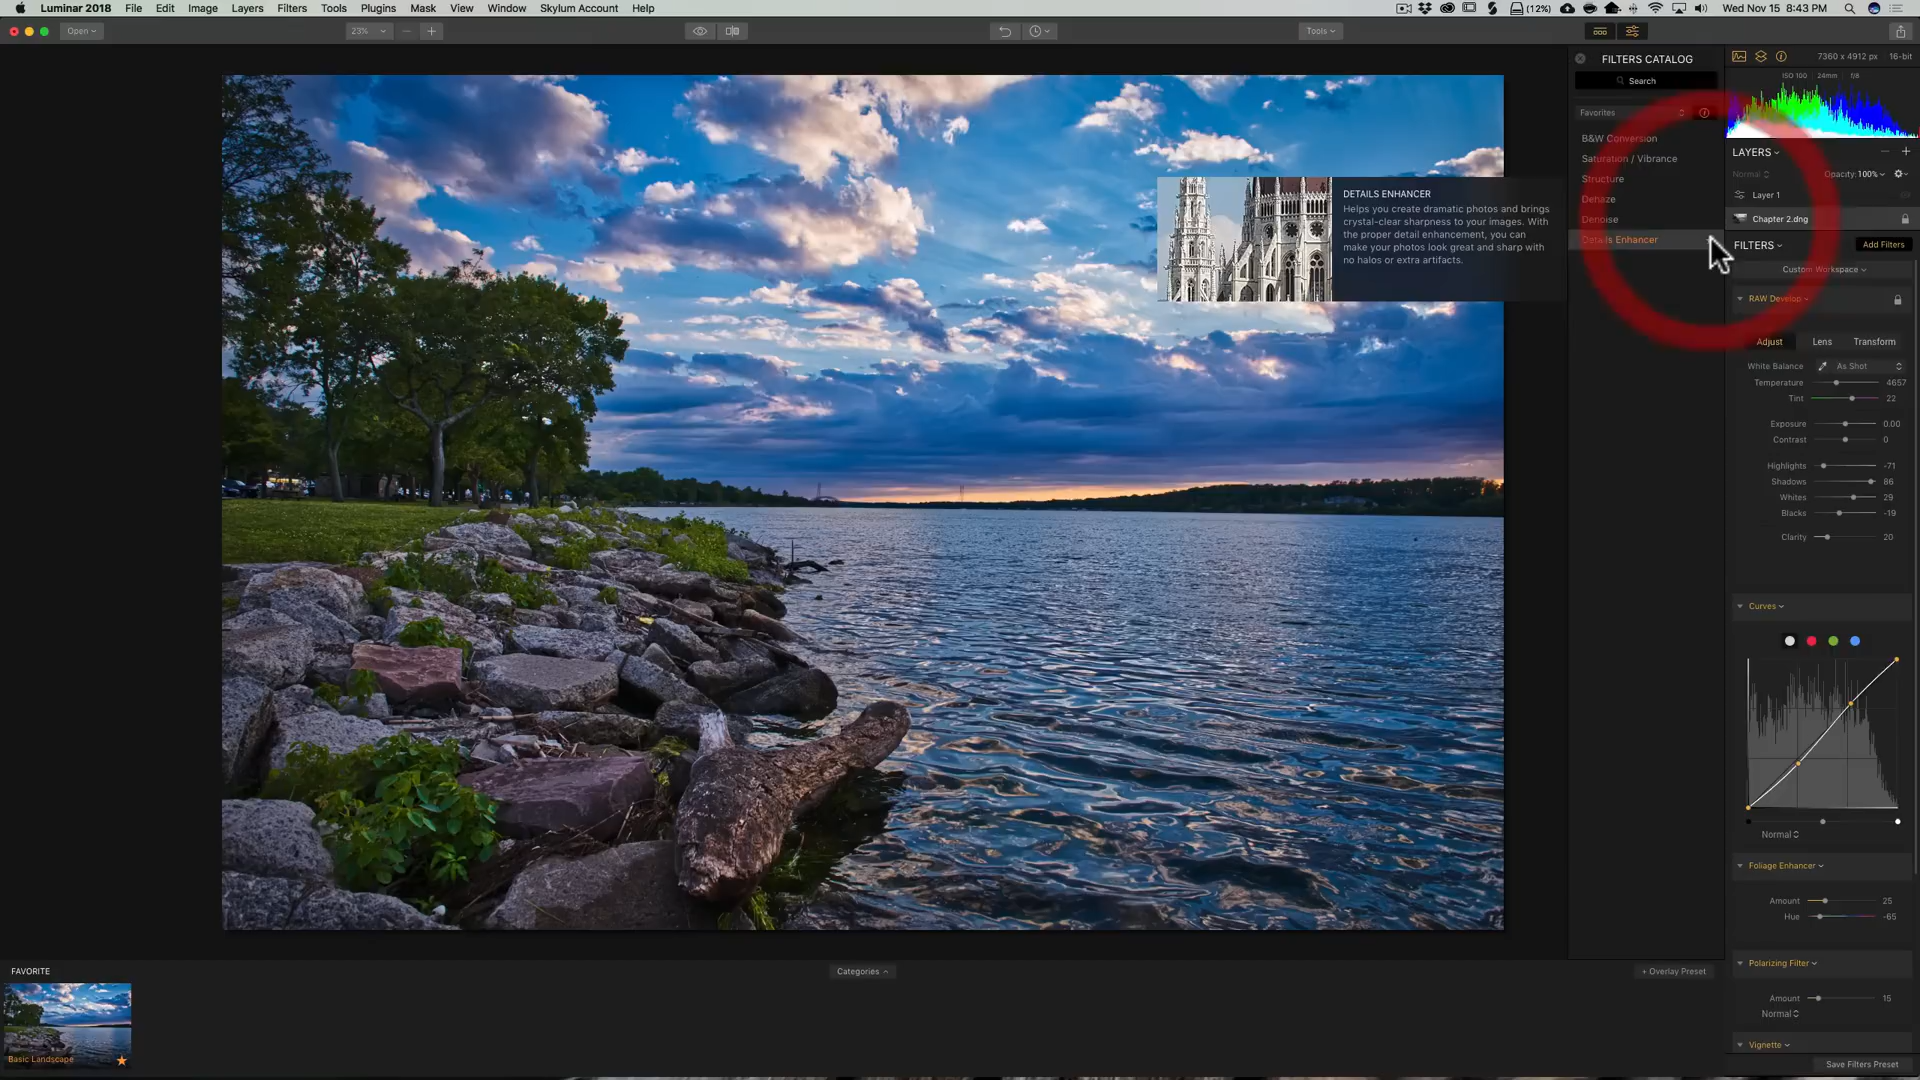 Luminar 2018 File Edit Image Layers Filters Tools Plugins Mask View Window Skylum Account Help (12%) Wed Nov 15 8:43 PM
Open 23% Tools
FILTERS CATALOG
Search
Favorites
B&W Conversion
Saturation / Vibrance
Structure
Dehaze
Denoise
Details Enhancer
DETAILS ENHANCER
Helps you create dramatic photos and brings
crystal-clear sharpness to your images. With
the proper detail enhancement, you can
make your photos look great and sharp with
no halos or extra artifacts.
7360 x 4912 px 16-bit
ISO 100 24mm f/8
LAYERS
Normal Opacity: 100%
Layer 1
Chapter 2.dng
FILTERS Add Filters
Custom Workspace
RAW Develop
Adjust Lens Transform
White Balance As Shot
Temperature 4657
Tint 22
Exposure 0.00
Contrast 0
Highlights -71
Shadows 86
Whites 29
Blacks -19
Clarity 20
Curves
Normal
Foliage Enhancer
Amount 25
Hue -65
Polarizing Filter
Amount 15
Normal
Vignette
Save Filters Preset
FAVORITE Categories + Overlay Preset
Basic Landscape